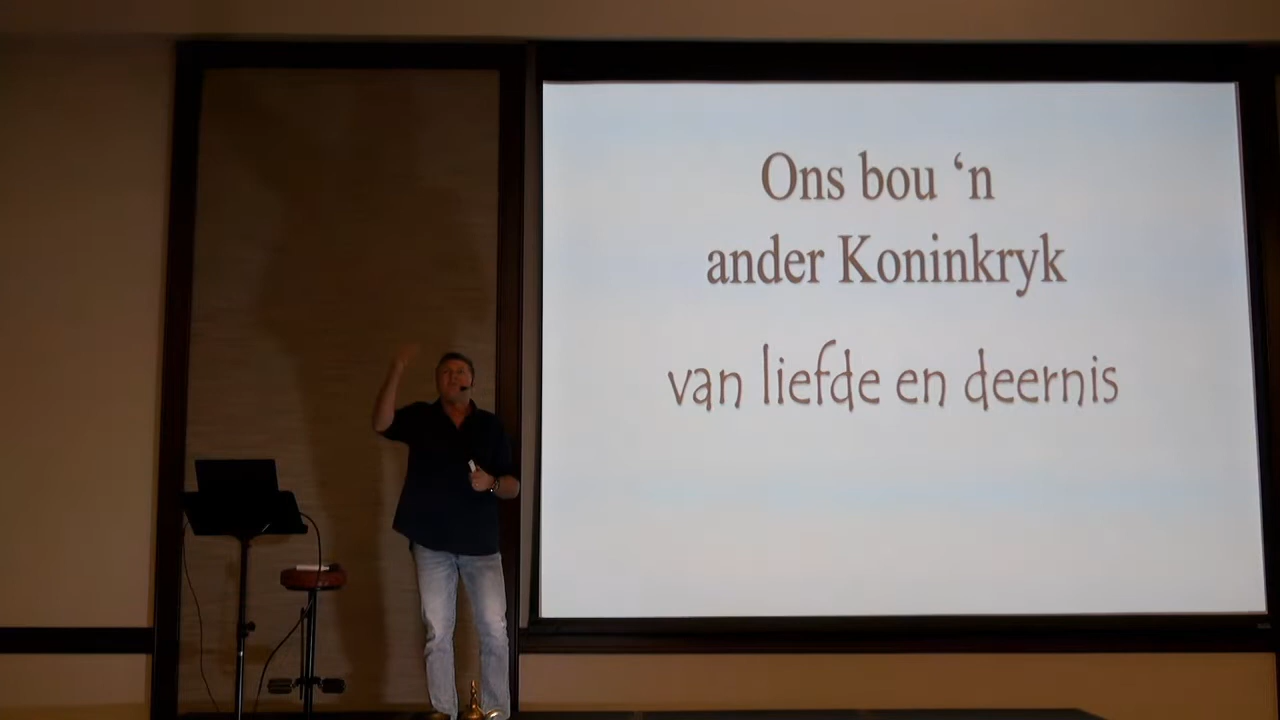 Ons bou ‘n
ander Koninkryk
van liefde en deernis